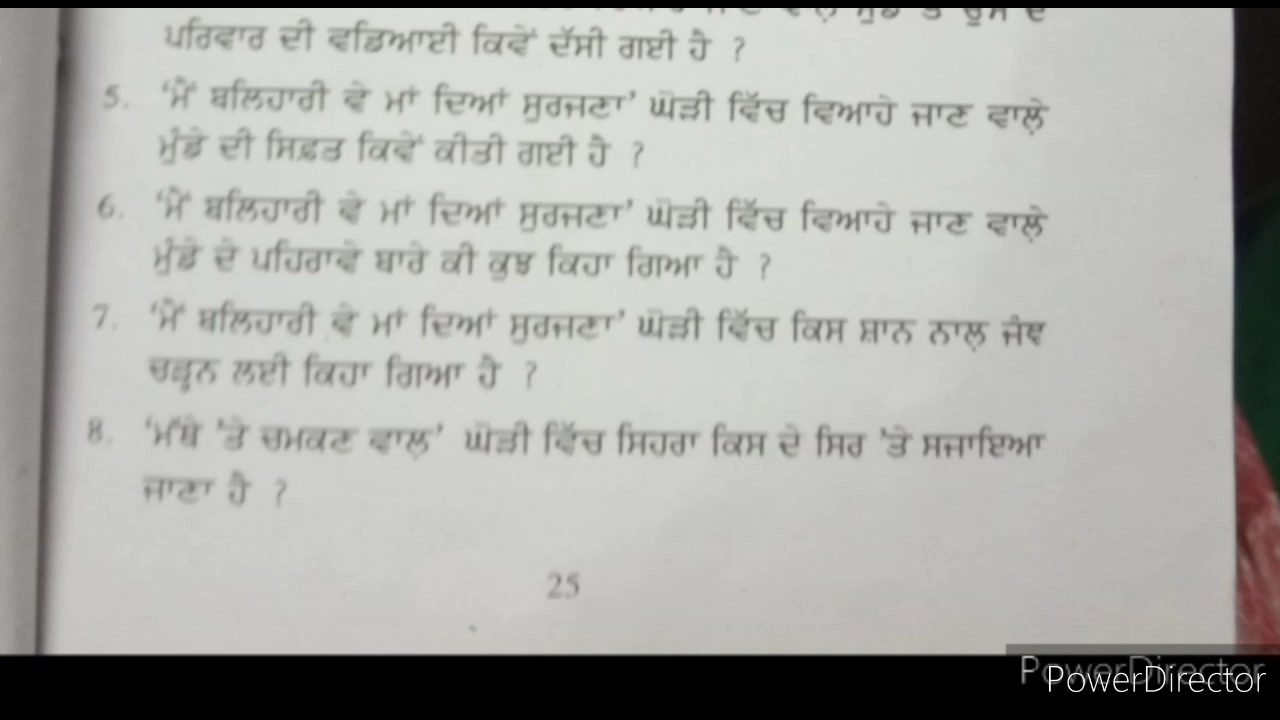 ਪਰਿਵਾਰ ਦੀ ਵਡਿਆਈ ਕਿਵੇਂ ਦੱਸੀ ਗਈ ਹੈ ?
5. 'ਮੈਂ ਬਲਿਹਾਰੀ ਵੇ ਮਾਂ ਦਿਆਂ ਸੁਰਜਣਾ' ਘੋੜੀ ਵਿੱਚ ਵਿਆਹੇ ਜਾਣ ਵਾਲ਼ੇ
ਮੁੰਡੇ ਦੀ ਸਿਫ਼ਤ ਕਿਵੇਂ ਕੀਤੀ ਗਈ ਹੈ ?
6. 'ਮੈਂ ਬਲਿਹਾਰੀ ਵੇ ਮਾਂ ਦਿਆਂ ਸੁਰਜਣਾ' ਘੋੜੀ ਵਿੱਚ ਵਿਆਹੇ ਜਾਣ ਵਾਲ਼ੇ
ਮੁੰਡੇ ਦੇ ਪਹਿਰਾਵੇ ਬਾਰੇ ਕੀ ਕੁਝ ਕਿਹਾ ਗਿਆ ਹੈ ?
7. 'ਮੈਂ ਬਲਿਹਾਰੀ ਵੇ ਮਾਂ ਦਿਆਂ ਸੁਰਜਣਾ' ਘੋੜੀ ਵਿੱਚ ਕਿਸ ਸ਼ਾਨ ਨਾਲ਼ ਜੰਞ
ਚੜ੍ਹਨ ਲਈ ਕਿਹਾ ਗਿਆ ਹੈ ?
8. 'ਮੱਥੇ 'ਤੇ ਚਮਕਣ ਵਾਲ਼' ਘੋੜੀ ਵਿੱਚ ਸਿਹਰਾ ਕਿਸ ਦੇ ਸਿਰ 'ਤੇ ਸਜਾਇਆ
ਜਾਣਾ ਹੈ ?
25
PowerDirector
PowerDirector